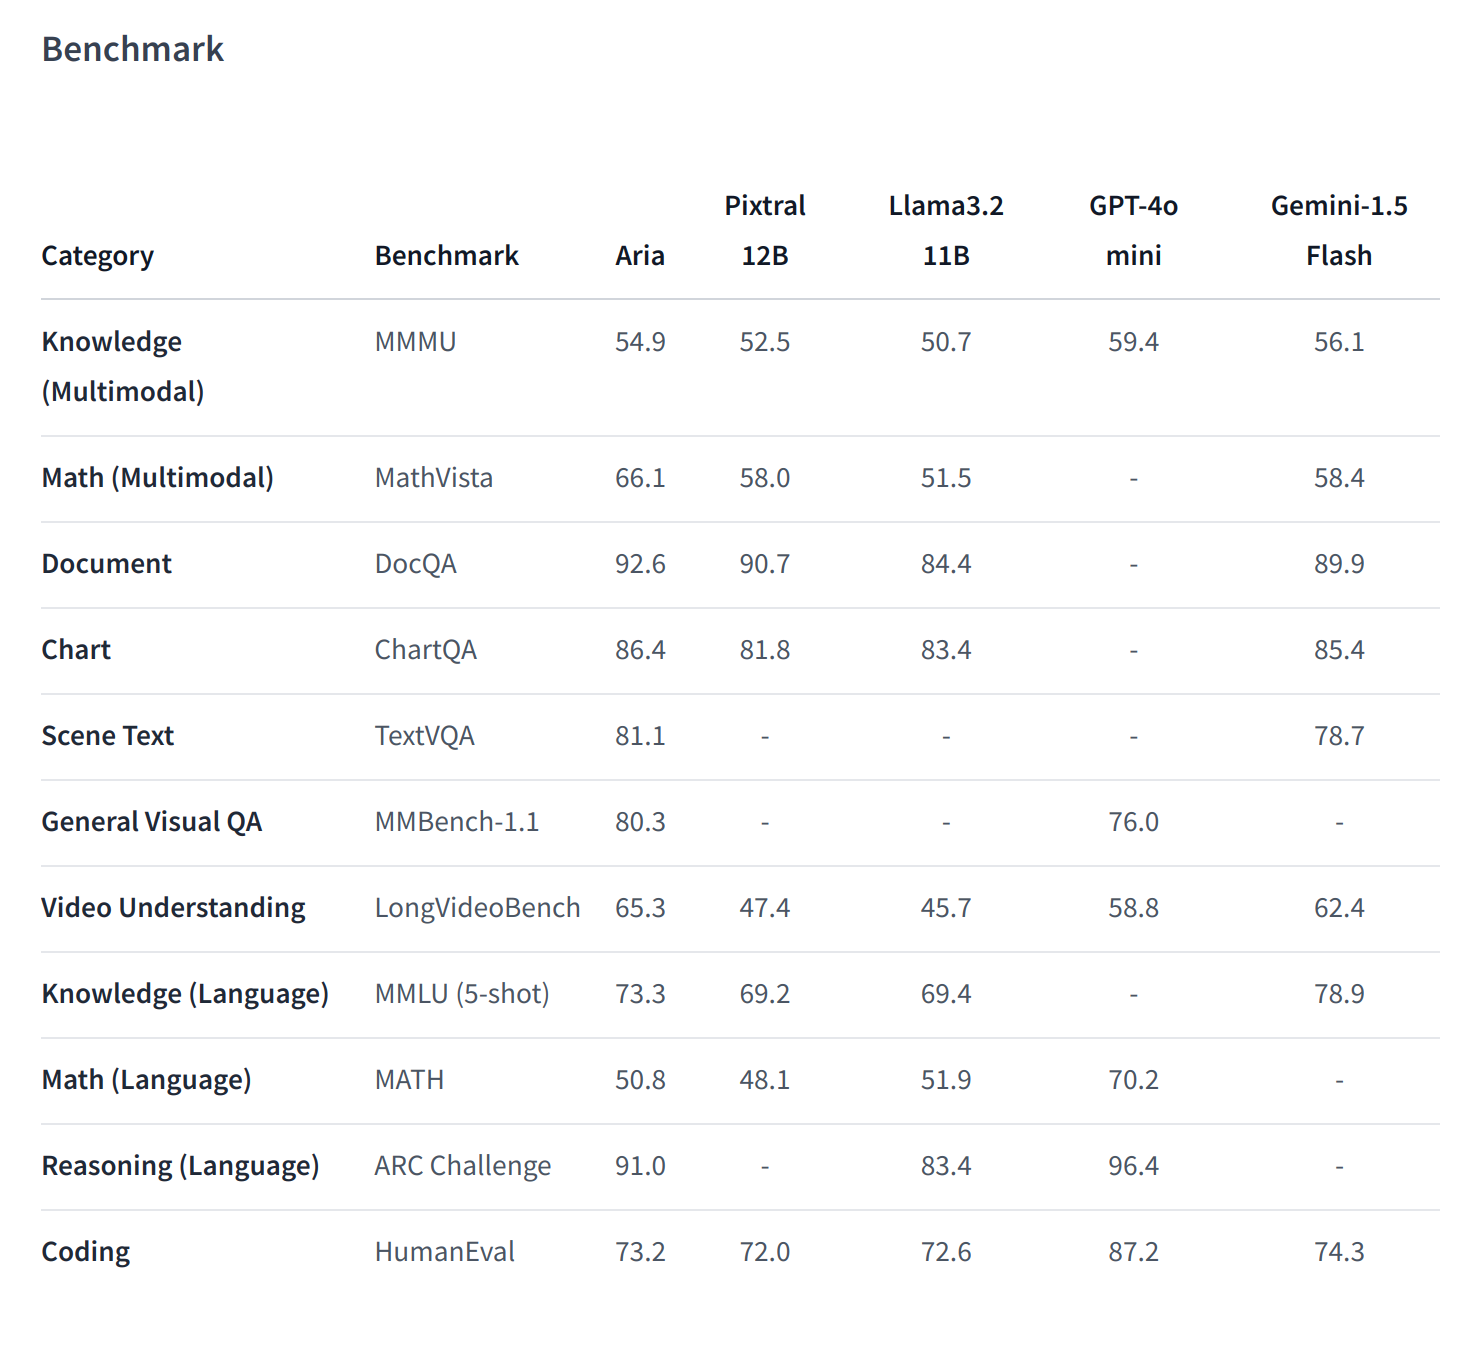 Benchmark
Pixtral Llama3.2 GPT-4o Gemini-1.5
Category Benchmark Aria 12B 11B mini Flash
Knowledge MMMU 54.9 52.5 50.7 59.4 56.1
(Multimodal)
Math (Multimodal) MathVista 66.1 58.0 51.5 - 58.4
Document DocQA 92.6 90.7 84.4 - 89.9
Chart ChartQA 86.4 81.8 83.4 - 85.4
Scene Text TextVQA 81.1 - - - 78.7
General Visual QA MMBench-1.1 80.3 - - 76.0 -
Video Understanding LongVideoBench 65.3 47.4 45.7 58.8 62.4
Knowledge (Language) MMLU (5-shot) 73.3 69.2 69.4 - 78.9
Math (Language) MATH 50.8 48.1 51.9 70.2 -
Reasoning (Language) ARC Challenge 91.0 - 83.4 96.4 -
Coding HumanEval 73.2 72.0 72.6 87.2 74.3